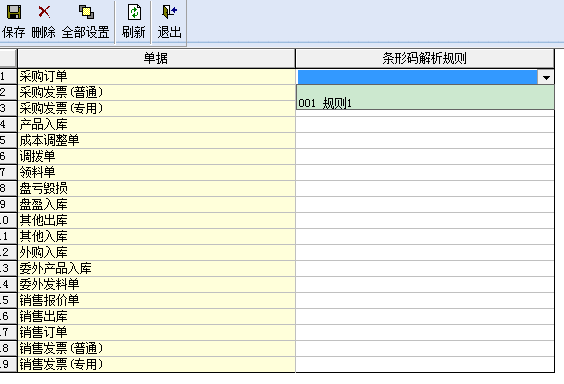 保存 删除 全部设置 刷新 退出
单据 条形码解析规则
1 采购订单
2 采购发票(普通)
001 规则1
3 采购发票(专用)
4 产品入库
5 成本调整单
6 调拨单
7 领料单
8 盘亏毁损
9 盘盈入库
0 其他出库
1 其他入库
2 外购入库
3 委外产品入库
4 委外发料单
5 销售报价单
6 销售出库
7 销售订单
8 销售发票(普通)
9 销售发票(专用)